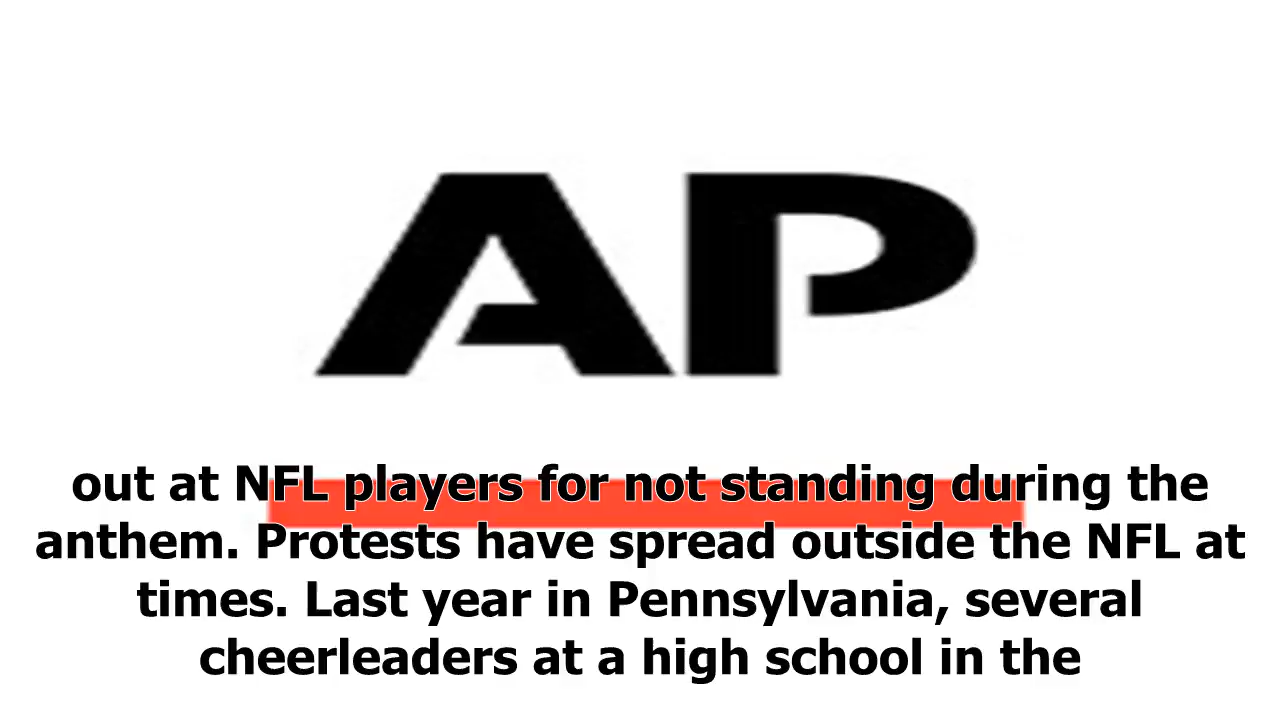 AP
out at NFL players for not standing during the
anthem. Protests have spread outside the NFL at
times. Last year in Pennsylvania, several
cheerleaders at a high school in the